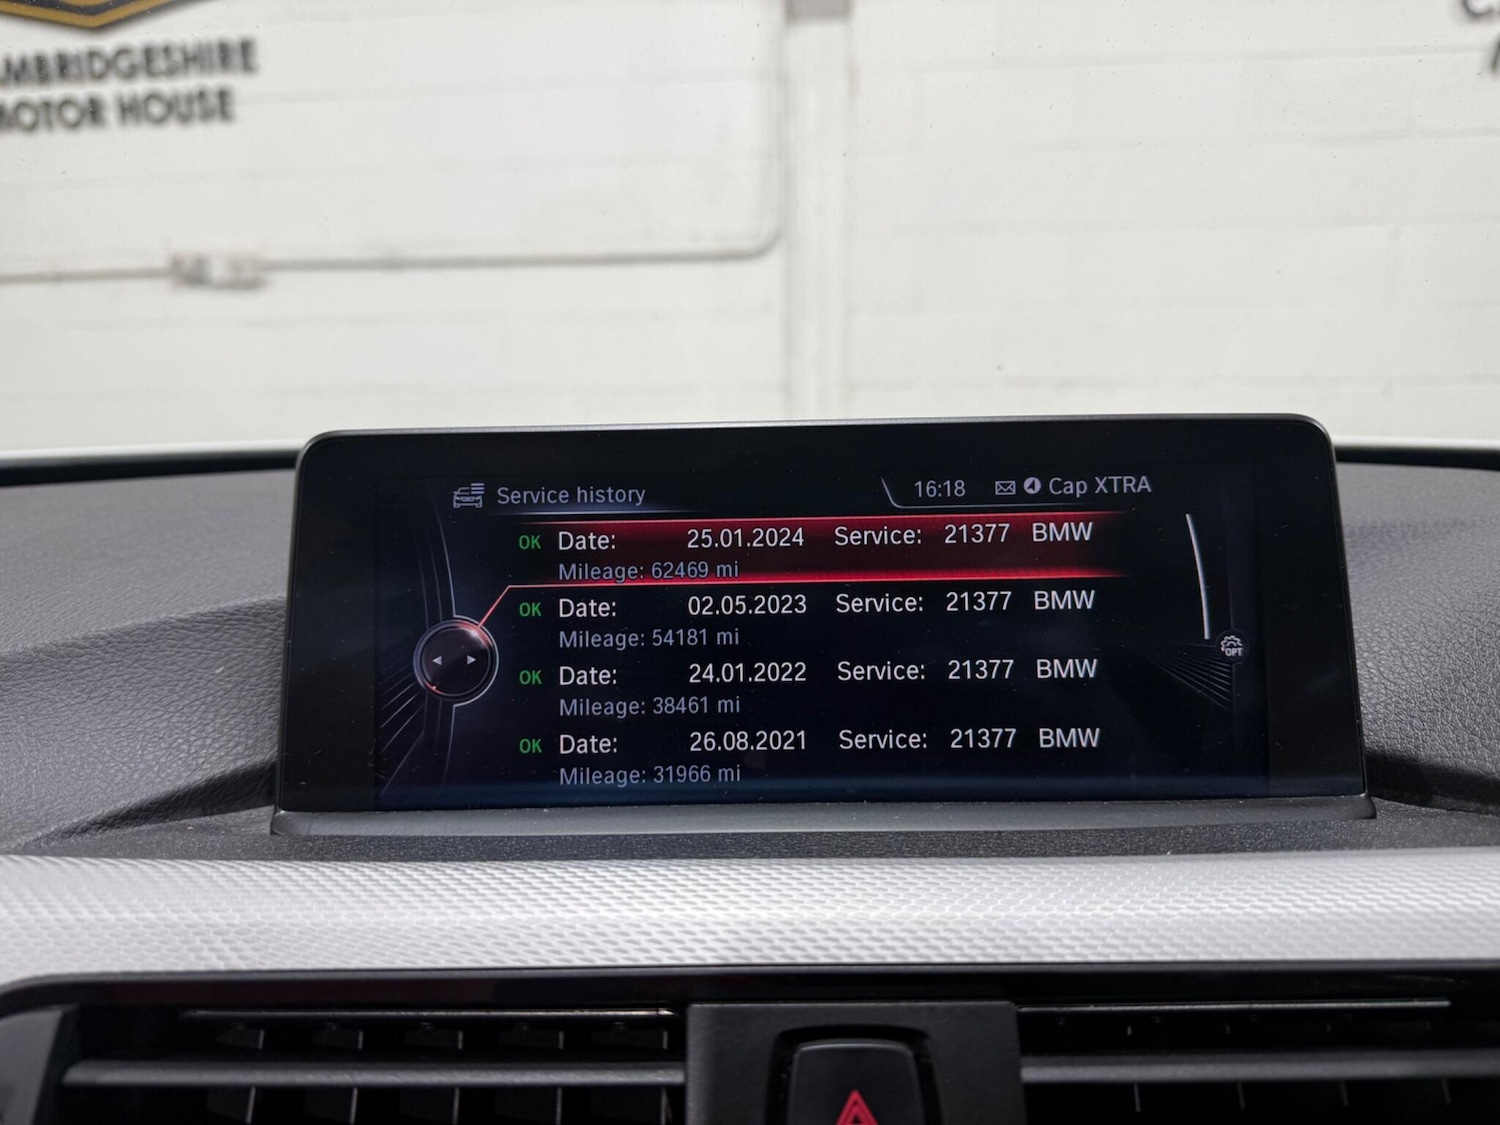 MBRIDGESHIRE
MOTOR HOUSE
Service history 16:18 Cap XTRA
OK Date: 25.01.2024 Service: 21377 BMW
Mileage: 62469 mi
OK Date: 02.05.2023 Service: 21377 BMW
Mileage: 54181 mi
OK Date: 24.01.2022 Service: 21377 BMW
Mileage: 38461 mi
OK Date: 26.08.2021 Service: 21377 BMW
Mileage: 31966 mi
OPT